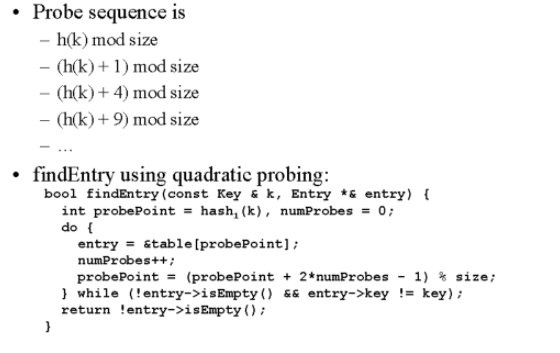 • Probe sequence is
– h(k) mod size
– (h(k) + 1) mod size
– (h(k) + 4) mod size
– (h(k) + 9) mod size
– ...
• findEntry using quadratic probing:
bool findEntry(const Key & k, Entry *& entry) {
int probePoint = hash₁(k), numProbes = 0;
do {
entry = &table[probePoint];
numProbes++;
probePoint = (probePoint + 2*numProbes - 1) % size;
} while (!entry->isEmpty() && entry->key != key);
return !entry->isEmpty();
}